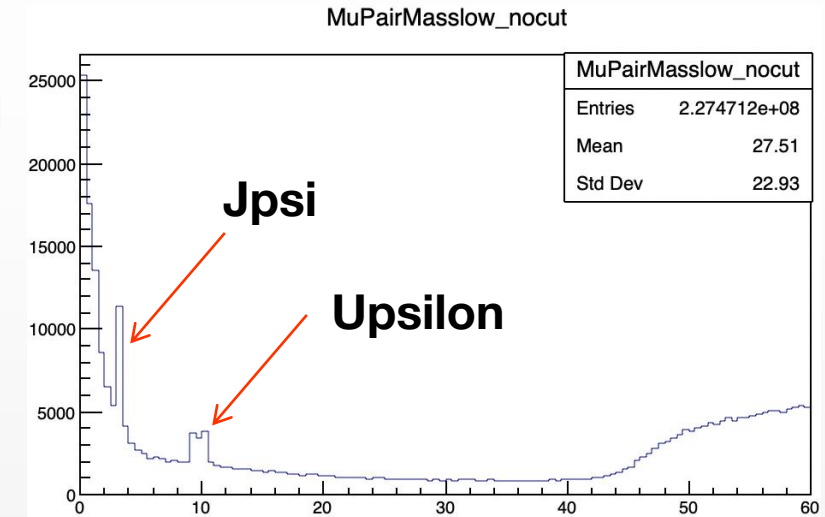 MuPairMasslow_nocut
MuPairMasslow_nocut
Entries 2.274712e+08
Mean 27.51
Std Dev 22.93
25000
20000
15000
10000
5000
0
Jpsi
Upsilon
0 10 20 30 40 50 60